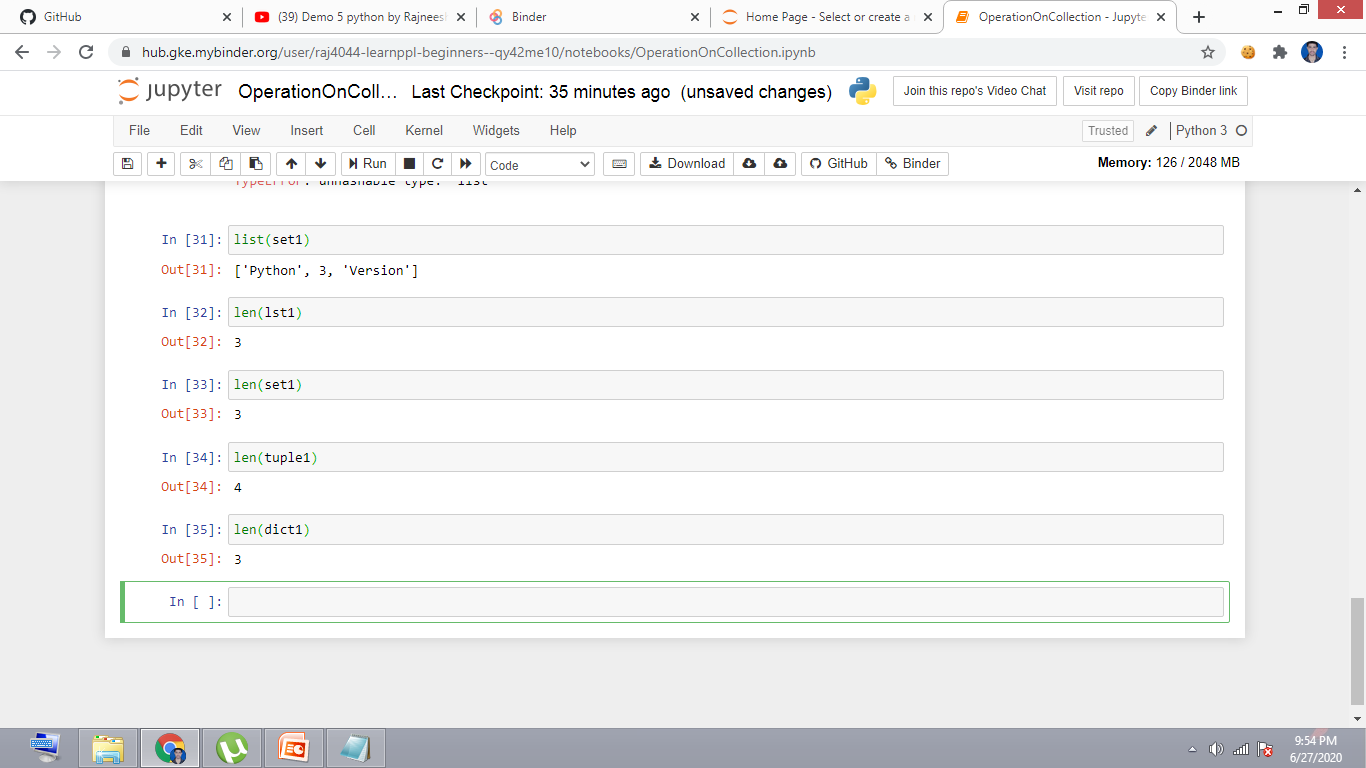 GitHub
(39) Demo 5 python by Rajnees
Binder
Home Page - Select or create a
OperationOnCollection - Jupyte
hub.gke.mybinder.org/user/raj4044-learnppl-beginners--qy42me10/notebooks/OperationOnCollection.ipynb
jupyter OperationOnColl... Last Checkpoint: 35 minutes ago (unsaved changes)
Join this repo's Video Chat
Visit repo
Copy Binder link
File Edit View Insert Cell Kernel Widgets Help
Trusted
Python 3
Run
Code
Download
GitHub
Binder
Memory: 126 / 2048 MB
TypeError: unhashable type: 'list'
In [31]: list(set1)
Out[31]: ['Python', 3, 'Version']
In [32]: len(lst1)
Out[32]: 3
In [33]: len(set1)
Out[33]: 3
In [34]: len(tuple1)
Out[34]: 4
In [35]: len(dict1)
Out[35]: 3
In [ ]:
9:54 PM
6/27/2020